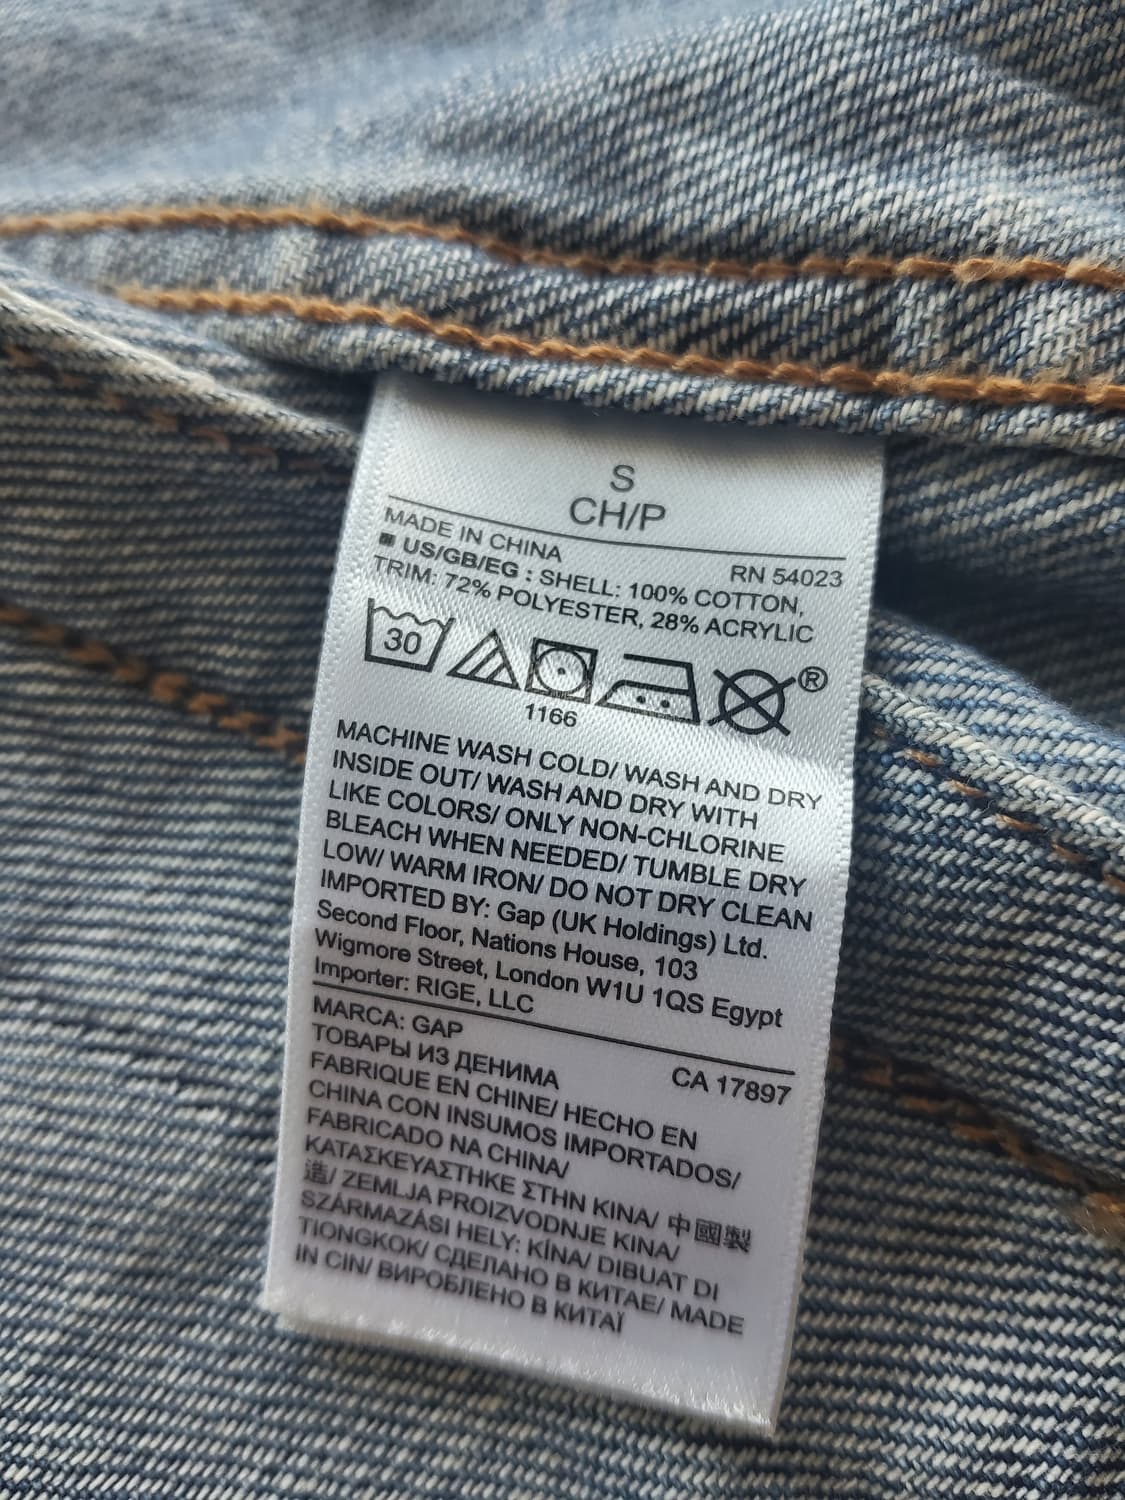 S
CH/P
MADE IN CHINA
RN 54023
■ US/GB/EG : SHELL: 100% COTTON,
TRIM: 72% POLYESTER, 28% ACRYLIC
30
®
1166
MACHINE WASH COLD/ WASH AND DRY
INSIDE OUT/ WASH AND DRY WITH
LIKE COLORS/ ONLY NON-CHLORINE
BLEACH WHEN NEEDED/ TUMBLE DRY
LOW/ WARM IRON/ DO NOT DRY CLEAN
IMPORTED BY: Gap (UK Holdings) Ltd.
Second Floor, Nations House, 103
Wigmore Street, London W1U 1QS Egypt
Importer: RIGE, LLC
MARCA: GAP
CA 17897
ТОВАРЫ ИЗ ДЕНИМА
FABRIQUE EN CHINE/ HECHO EN
CHINA CON INSUMOS IMPORTADOS/
FABRICADO NA CHINA/
ΚΑΤΑΣΚΕΥΑΣΤΗΚΕ ΣΤΗΝ ΚΙΝΑ/ 中國製
造/ ZEMLJA PROIZVODNJE KINA/
SZÁRMAZÁSI HELY: KÍNA/ DIBUAT DI
TIONGKOK/ СДЕЛАНО В КИТАЕ/ MADE
IN CIN/ ВИРОБЛЕНО В КИТАЇ